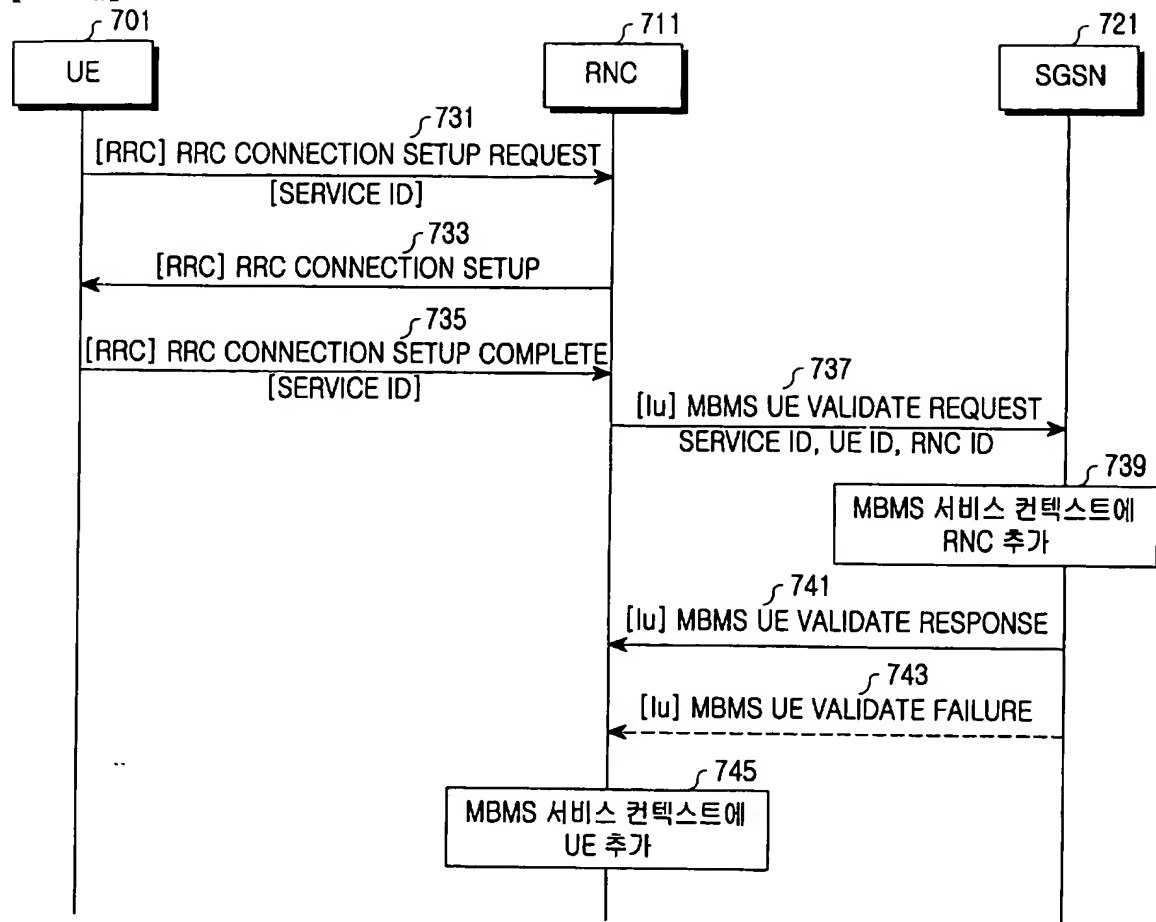 701
711
721
UE
RNC
SGSN
731
[RRC] RRC CONNECTION SETUP REQUEST
[SERVICE ID]
733
[RRC] RRC CONNECTION SETUP
735
[RRC] RRC CONNECTION SETUP COMPLETE
[SERVICE ID]
737
[Iu] MBMS UE VALIDATE REQUEST
SERVICE ID, UE ID, RNC ID
739
MBMS 서비스 컨텍스트에
RNC 추가
741
[Iu] MBMS UE VALIDATE RESPONSE
743
[Iu] MBMS UE VALIDATE FAILURE
745
MBMS 서비스 컨텍스트에
UE 추가